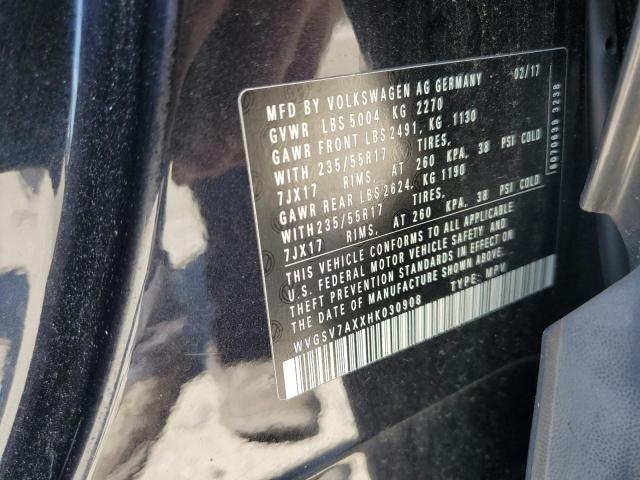 MFD BY VOLKSWAGEN AG GERMANY 02/17
GVWR LBS 5004 KG 2270
GAWR FRONT LBS 2491, KG 1130
WITH 235/55R17 TIRES,
7JX17 RIMS, AT 260 KPA, 38 PSI COLD
GAWR REAR LBS 2624, KG 1190
WITH 235/55R17 TIRES,
7JX17 RIMS, AT 260 KPA, 38 PSI COLD
THIS VEHICLE CONFORMS TO ALL APPLICABLE
U.S. FEDERAL MOTOR VEHICLE SAFETY AND
THEFT PREVENTION STANDARDS IN EFFECT ON
THE DATE OF MANUFACTURE SHOWN ABOVE.
WVGSV7AXXHK030908 TYPE: MPV
6070639 3238